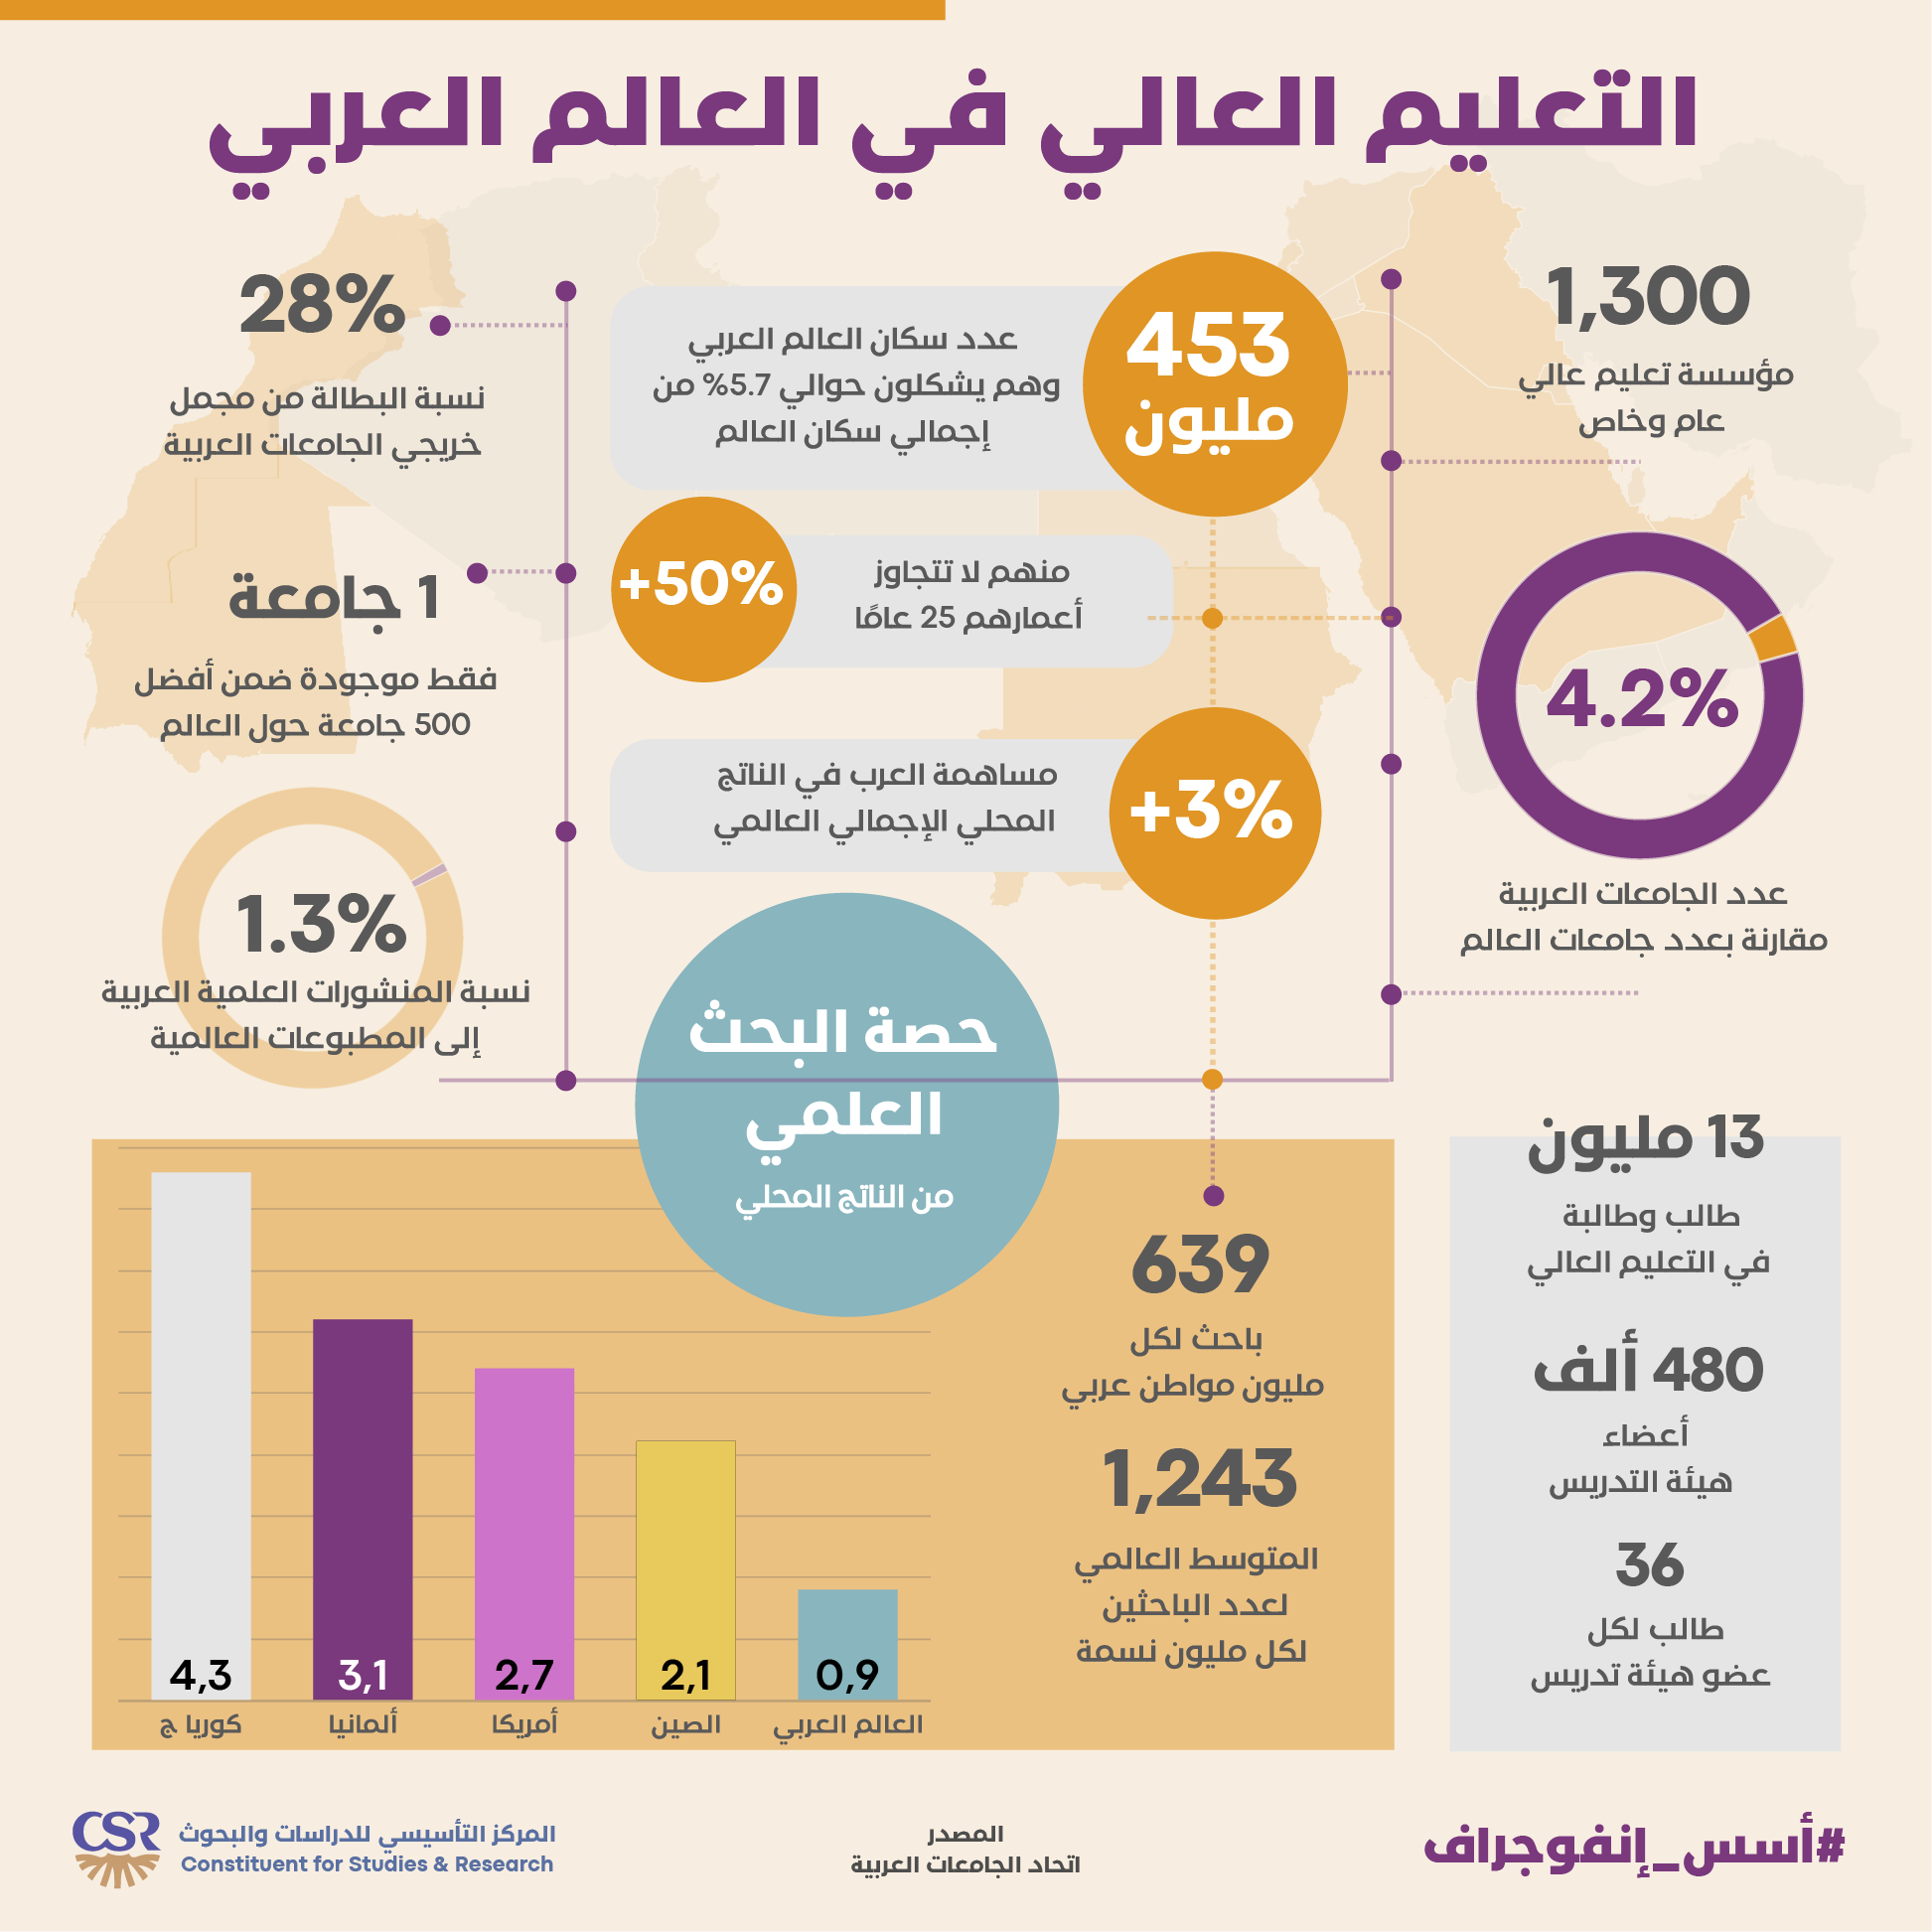 التعليم العالي في العالم العربي
1,300
مؤسسة تعليم عالي
عام وخاص
4.2%
عدد الجامعات العربية
مقارنة بعدد جامعات العالم
453
مليون
عدد سكان العالم العربي
وهم يشكلون حوالي 5.7% من
إجمالي سكان العالم
+50%
منهم لا تتجاوز
أعمارهم 25 عامًا
+3%
مساهمة العرب في الناتج
المحلي الإجمالي العالمي
28%
نسبة البطالة من مجمل
خريجي الجامعات العربية
1 جامعة
فقط موجودة ضمن أفضل
500 جامعة حول العالم
1.3%
نسبة المنشورات العلمية العربية
إلى المطبوعات العالمية
13 مليون
طالب وطالبة
في التعليم العالي
480 ألف
أعضاء
هيئة التدريس
36
طالب لكل
عضو هيئة تدريس
639
باحث لكل
مليون مواطن عربي
1,243
المتوسط العالمي
لعدد الباحثين
لكل مليون نسمة
حصة البحث
العلمي
من الناتج المحلي
0,9
العالم العربي
2,1
الصين
2,7
أمريكا
3,1
ألمانيا
4,3
كوريا ج
#أسس_إنفوجراف
المصدر
اتحاد الجامعات العربية
المركز التأسيسي للدراسات والبحوث
Constituent for Studies & Research
CSR